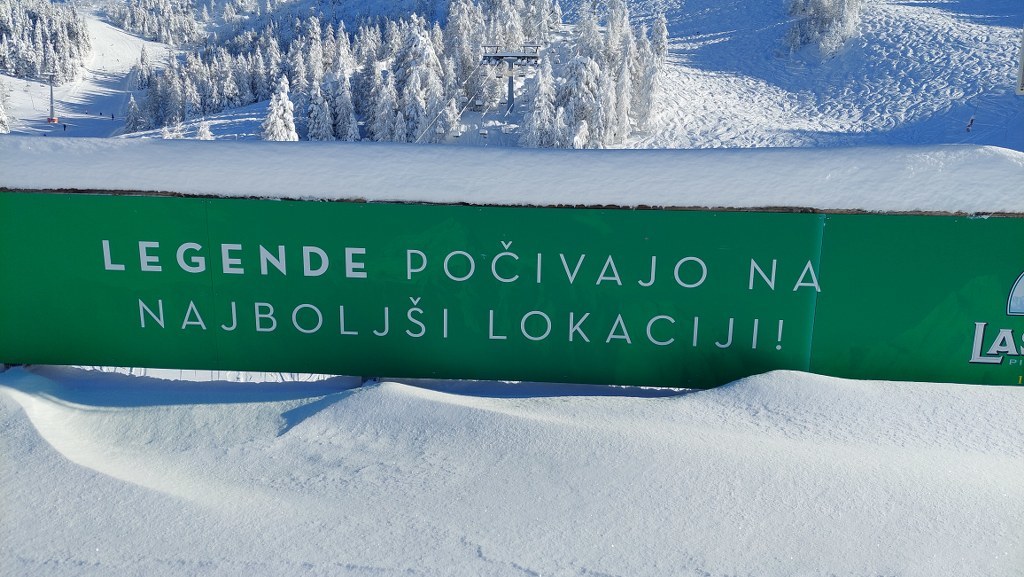 LEGENDE POČIVAJO NA
NAJBOLJŠI LOKACIJI!